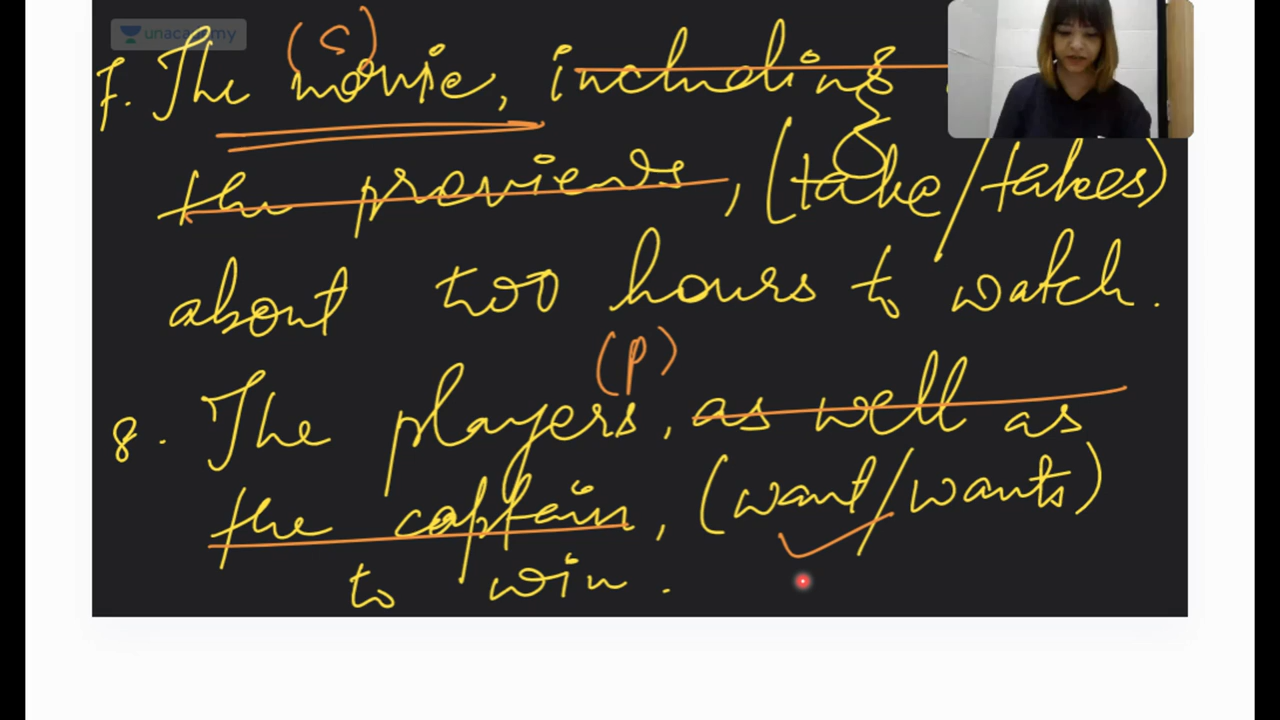 unacademy
(S)
7. The movie, including
the previews, (take/takes)
about two hours to watch.
(P)
8. The players, as well as
the captain, (want/wants)
to win.